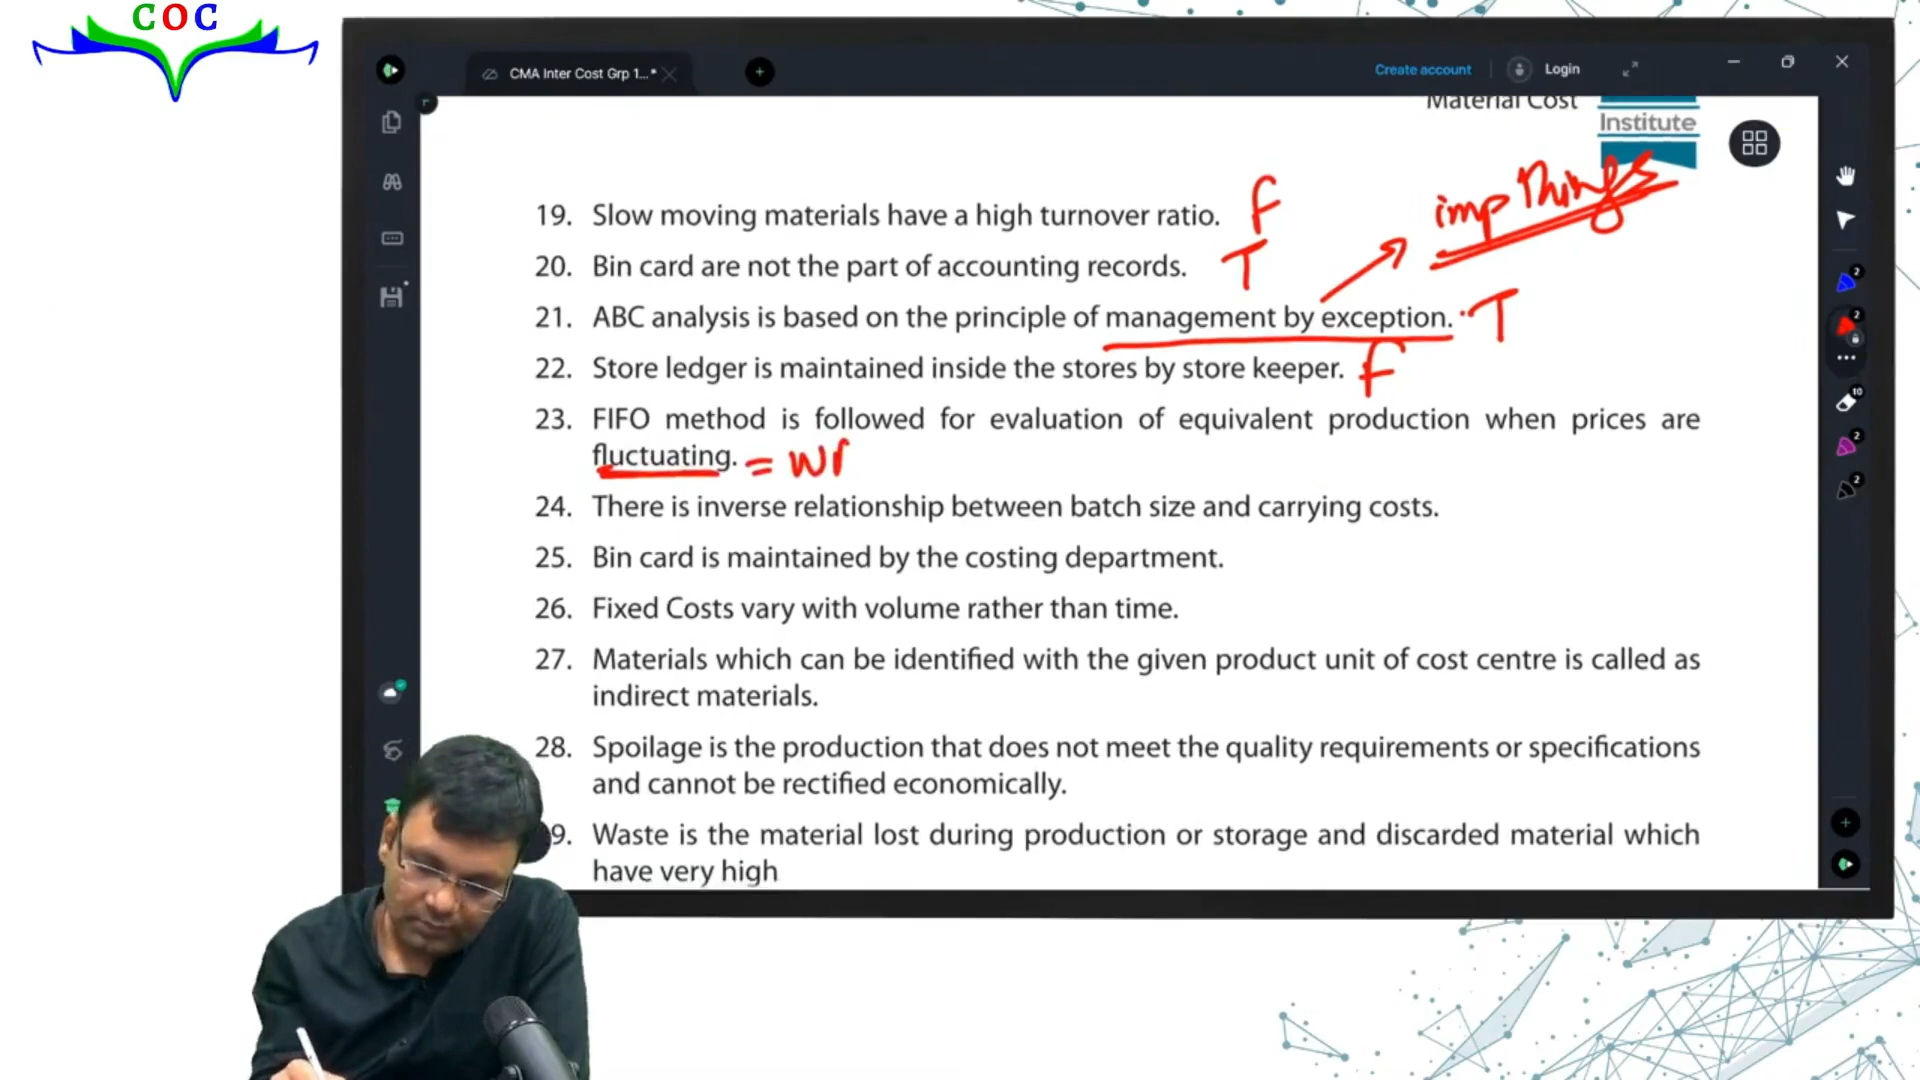 COC
CMA Inter Cost Grp 1...*
Create account
Login
Material Cost
Institute
imp Things
19. Slow moving materials have a high turnover ratio. F
20. Bin card are not the part of accounting records. T
21. ABC analysis is based on the principle of management by exception. T
22. Store ledger is maintained inside the stores by store keeper. F
23. FIFO method is followed for evaluation of equivalent production when prices are
fluctuating. =
24. There is inverse relationship between batch size and carrying costs.
25. Bin card is maintained by the costing department.
26. Fixed Costs vary with volume rather than time.
27. Materials which can be identified with the given product unit of cost centre is called as
indirect materials.
28. Spoilage is the production that does not meet the quality requirements or specifications
and cannot be rectified economically.
9. Waste is the material lost during production or storage and discarded material which
have very high
2
2
10
2
2